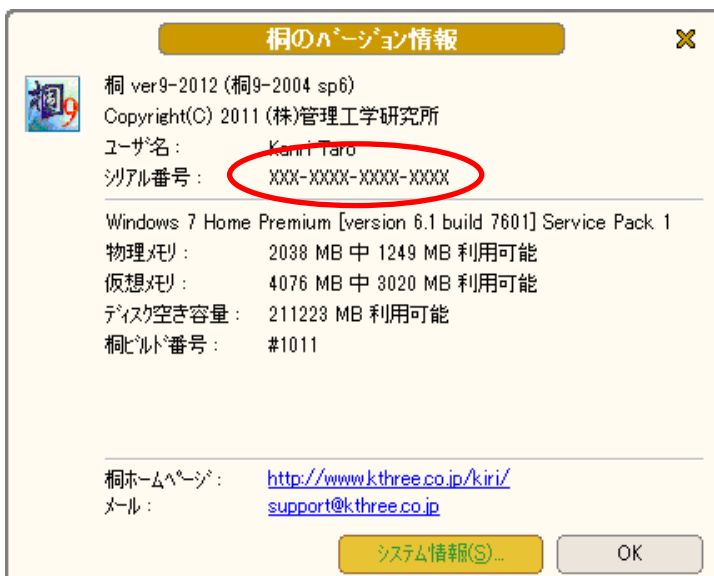 桐のバージョン情報
桐9
桐 ver9-2012 (桐9-2004 sp6)
Copyright(C) 2011 (株)管理工学研究所
ユーザ名： Kanri Taro
シリアル番号： XXX-XXXX-XXXX-XXXX
Windows 7 Home Premium [version 6.1 build 7601] Service Pack 1
物理メモリ： 2038 MB 中 1249 MB 利用可能
仮想メモリ： 4076 MB 中 3020 MB 利用可能
ディスク空き容量： 211223 MB 利用可能
桐ビルド番号： #1011
桐ホームページ： http://www.kthree.co.jp/kiri/
メール： support@kthree.co.jp
システム情報(S)... OK